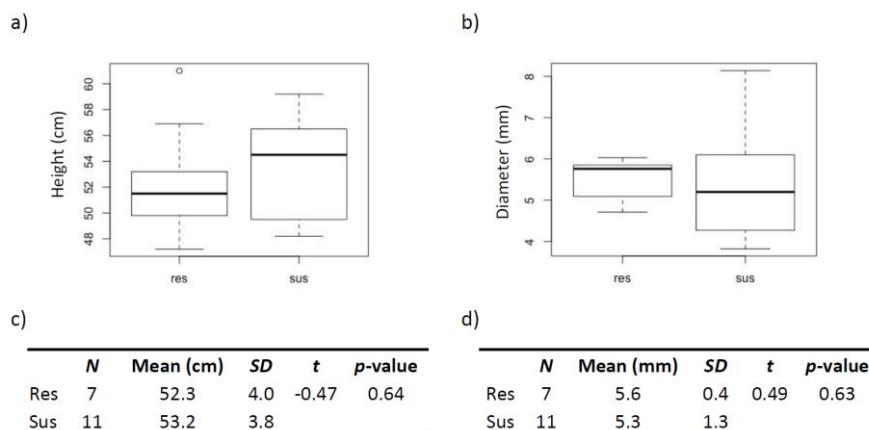 a)
b)
Height (cm)
60
58
56
54
52
50
48
res sus
Diameter (mm)
8
7
6
5
4
res sus
c)
d)
N Mean (cm) SD t p-value
Res 7 52.3 4.0 -0.47 0.64
Sus 11 53.2 3.8
N Mean (mm) SD t p-value
Res 7 5.6 0.4 0.49 0.63
Sus 11 5.3 1.3